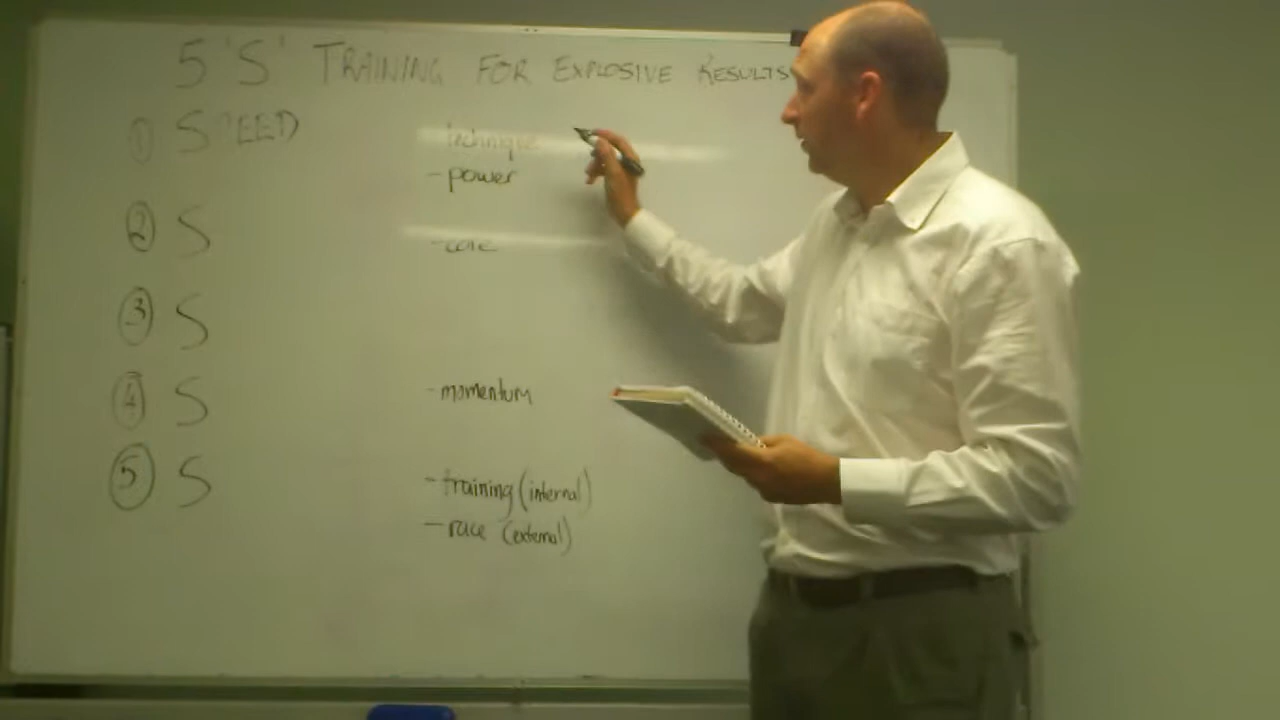 5 'S' TRAINING FOR EXPLOSIVE RESULTS
① SPEED - technique
- power
② S - core
③ S
④ S - momentum
⑤ S - training (internal)
- race (external)